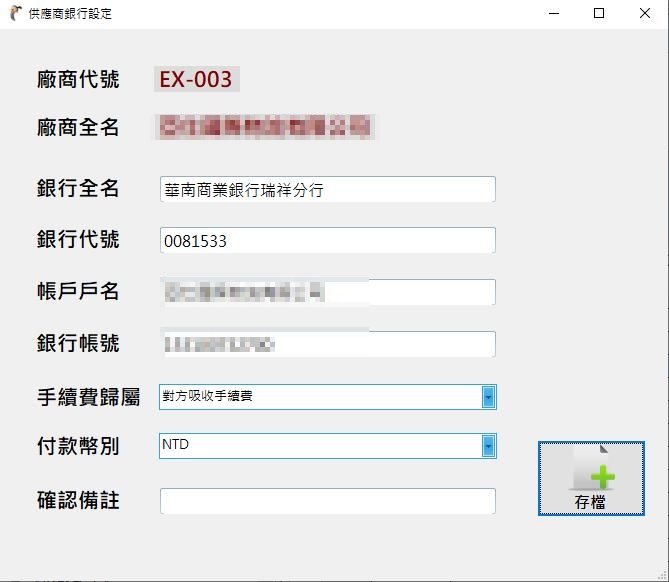 供應商銀行設定
廠商代號 EX-003
廠商全名
銀行全名 華南商業銀行瑞祥分行
銀行代號 0081533
帳戶戶名
銀行帳號
手續費歸屬 對方吸收手續費
付款幣別 NTD
確認備註
存檔